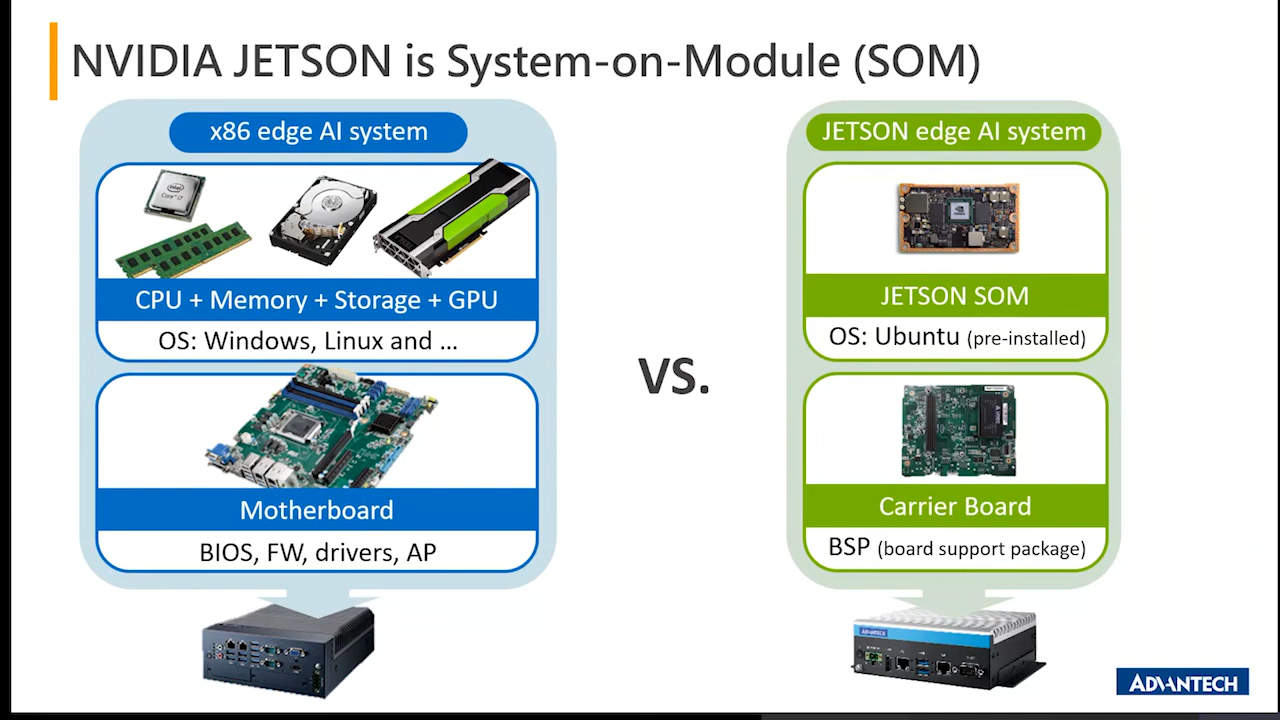 NVIDIA JETSON is System-on-Module (SOM)
x86 edge AI system
intel
CPU + Memory + Storage + GPU
OS: Windows, Linux and ...
Motherboard
BIOS, FW, drivers, AP
VS.
JETSON edge AI system
JETSON SOM
OS: Ubuntu (pre-installed)
Carrier Board
BSP (board support package)
ADVANTECH
ADVANTECH